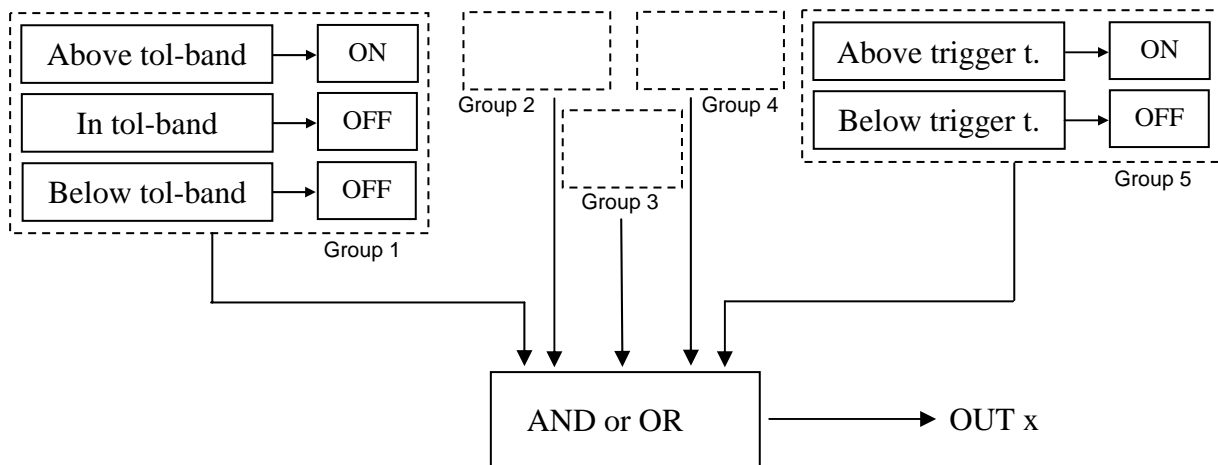 Above tol-band
ON
In tol-band
OFF
Below tol-band
OFF
Group 1
Group 2
Group 3
Group 4
Above trigger t.
ON
Below trigger t.
OFF
Group 5
AND or OR
OUT x